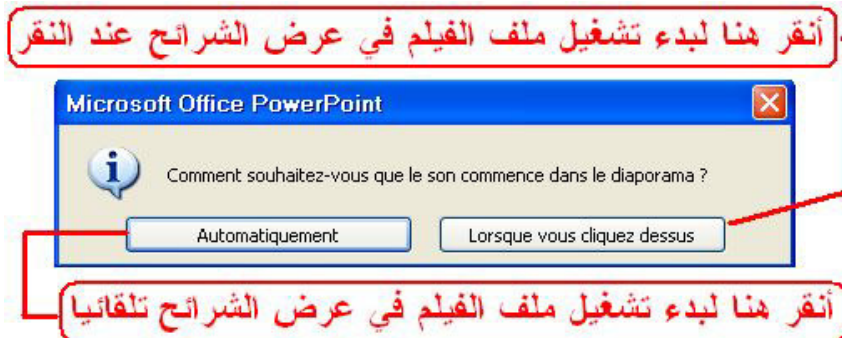 أنقر هنا لبدء تشغيل ملف الفيلم في عرض الشرائح عند النقر
Microsoft Office PowerPoint
Comment souhaitez-vous que le son commence dans le diaporama ?
Automatiquement
Lorsque vous cliquez dessus
أنقر هنا لبدء تشغيل ملف الفيلم في عرض الشرائح تلقائيا